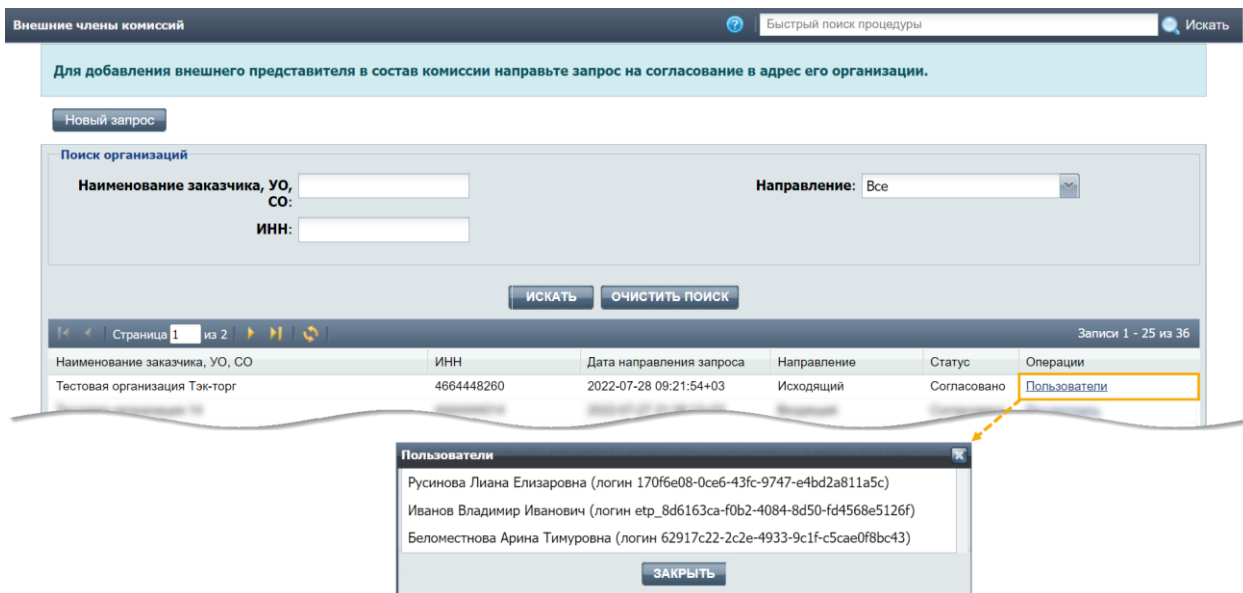 Внешние члены комиссий
Быстрый поиск процедуры
Искать
Для добавления внешнего представителя в состав комиссии направьте запрос на согласование в адрес его организации.
Новый запрос
Поиск организаций
Наименование заказчика, УО, СО:
Направление: Все
ИНН:
ИСКАТЬ ОЧИСТИТЬ ПОИСК
Страница 1 из 2 Записи 1 - 25 из 36
Наименование заказчика, УО, СО ИНН Дата направления запроса Направление Статус Операции
Тестовая организация Тэк-торг 4664448260 2022-07-28 09:21:54+03 Исходящий Согласовано Пользователи
Пользователи
Русинова Лиана Елизаровна (логин 170f6e08-0ce6-43fc-9747-e4bd2a811a5c)
Иванов Владимир Иванович (логин etp_8d6163ca-f0b2-4084-8d50-fd4568e5126f)
Беломестнова Арина Тимуровна (логин 62917c22-2c2e-4933-9c1f-c5cae0f8bc43)
ЗАКРЫТЬ